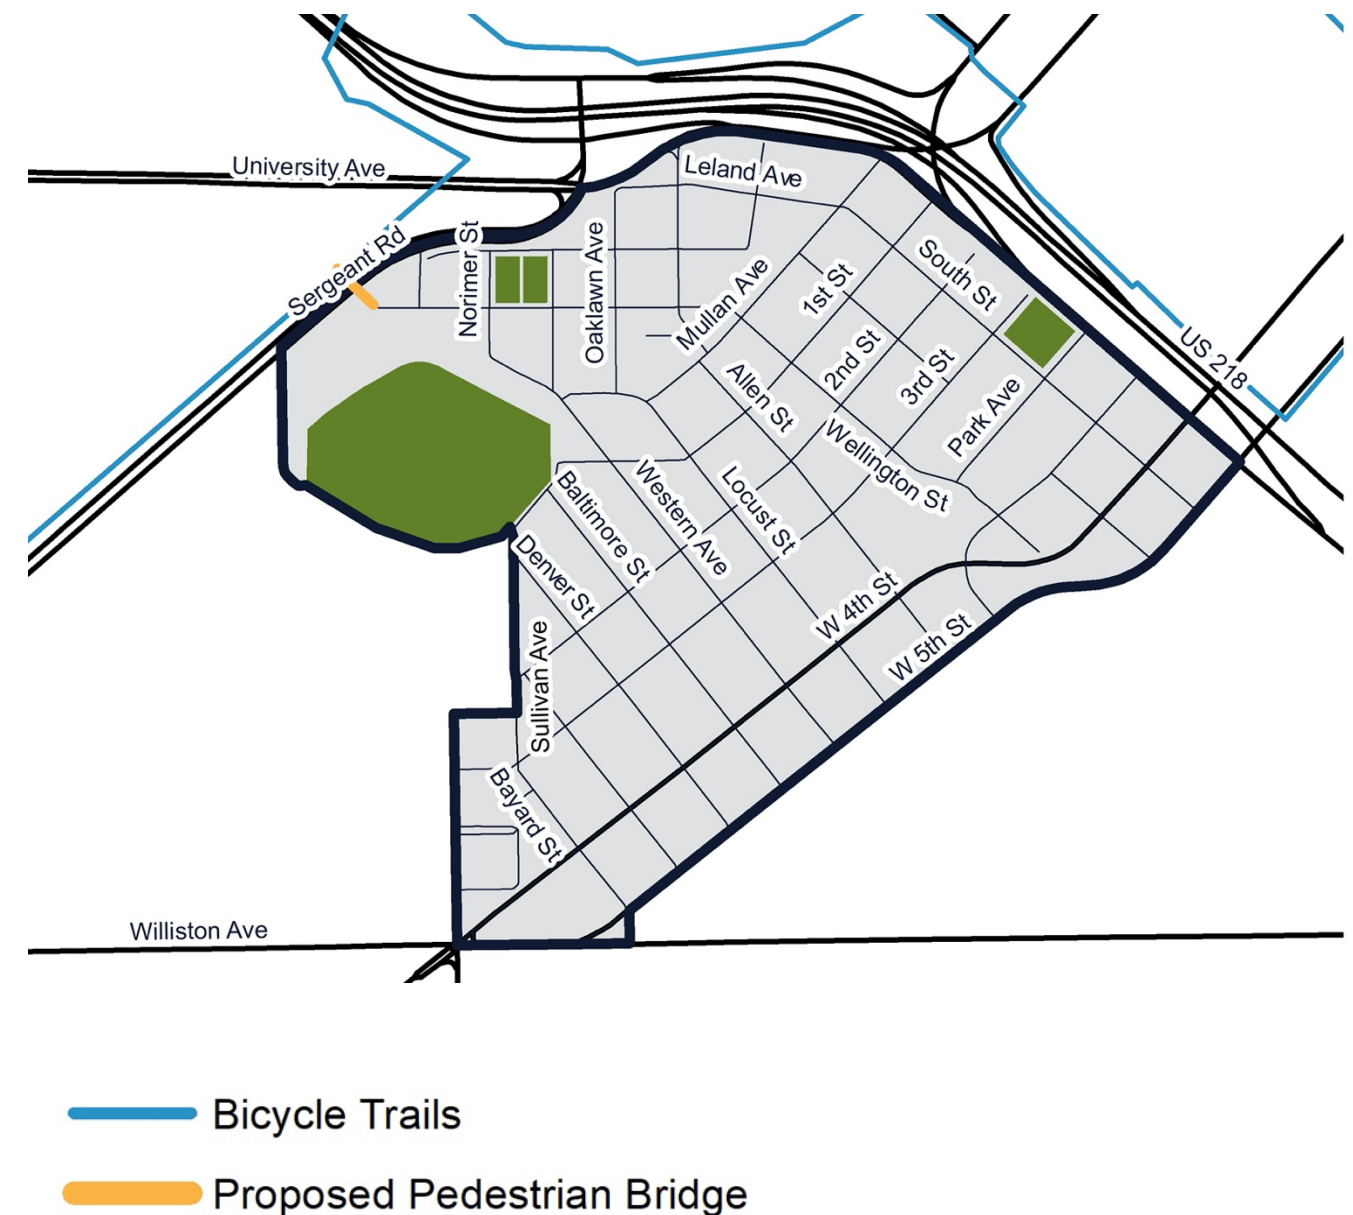 University Ave
Leland Ave
Sergeant Rd
Norimer St
Oaklawn Ave
Mullan Ave
1st St
South St
2nd St
3rd St
US 218
Allen St
Park Ave
Wellington St
Locust St
Western Ave
Baltimore St
Denver St
W 4th St
W 5th St
Sullivan Ave
Bayard St
Williston Ave
Bicycle Trails
Proposed Pedestrian Bridge